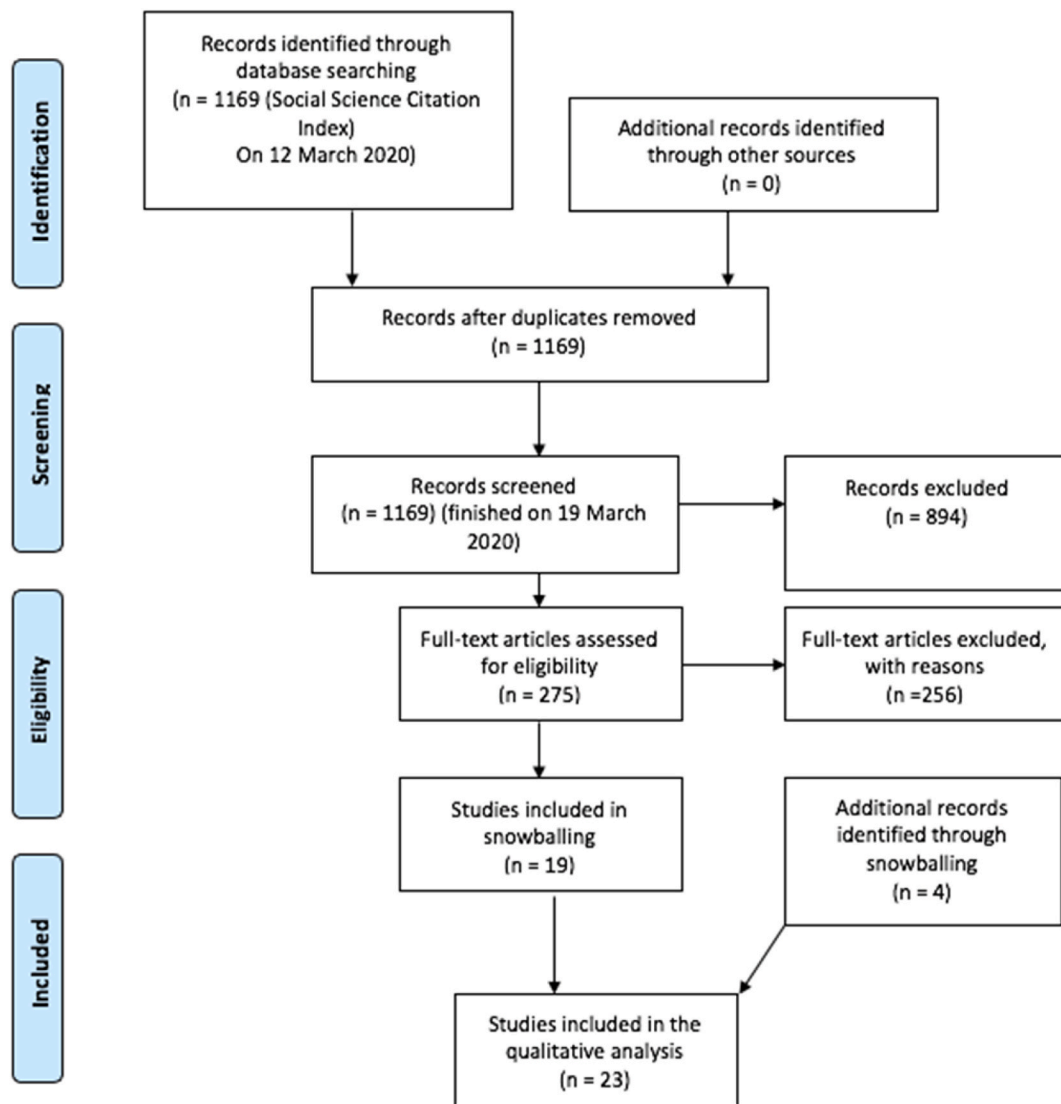 Identification
Records identified through
database searching
(n = 1169 (Social Science Citation
Index)
On 12 March 2020)
Additional records identified
through other sources
(n = 0)
Records after duplicates removed
(n = 1169)
Screening
Records screened
(n = 1169) (finished on 19 March
2020)
Records excluded
(n = 894)
Eligibility
Full-text articles assessed
for eligibility
(n = 275)
Full-text articles excluded,
with reasons
(n =256)
Studies included in
snowballing
(n = 19)
Additional records
identified through
snowballing
(n = 4)
Included
Studies included in the
qualitative analysis
(n = 23)